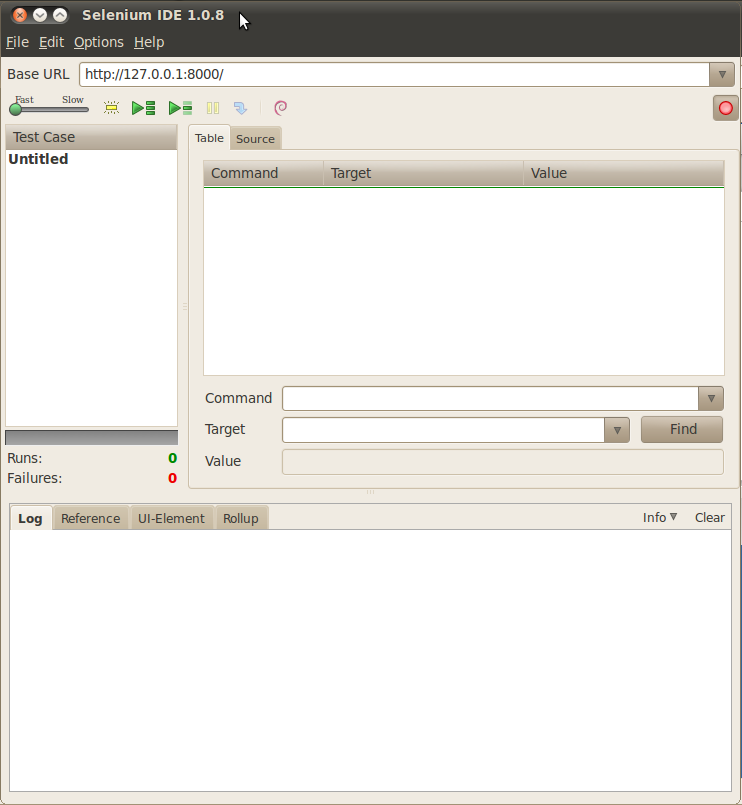 Selenium IDE 1.0.8
File Edit Options Help
Base URL http://127.0.0.1:8000/
Fast Slow
Test Case
Untitled
Runs: 0
Failures: 0
Table Source
Command Target Value
Command
Target Find
Value
Log Reference UI-Element Rollup Info Clear